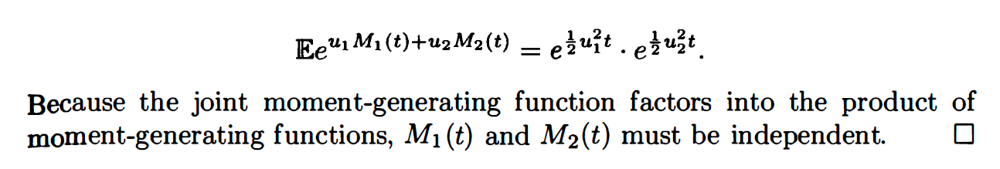 $$\mathbb{E}e^{u_1 M_1(t)+u_2 M_2(t)} = e^{\frac{1}{2}u_1^2 t} \cdot e^{\frac{1}{2}u_2^2 t}.$$
Because the joint moment-generating function factors into the product of
moment-generating functions, $M_1(t)$ and $M_2(t)$ must be independent. □